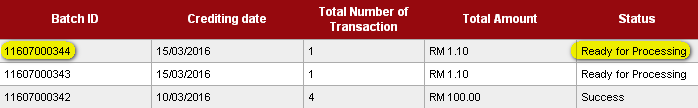 Batch ID Crediting date Total Number of Transaction Total Amount Status
11607000344 15/03/2016 1 RM 1.10 Ready for Processing
11607000343 15/03/2016 1 RM 1.10 Ready for Processing
11607000342 10/03/2016 4 RM 100.00 Success